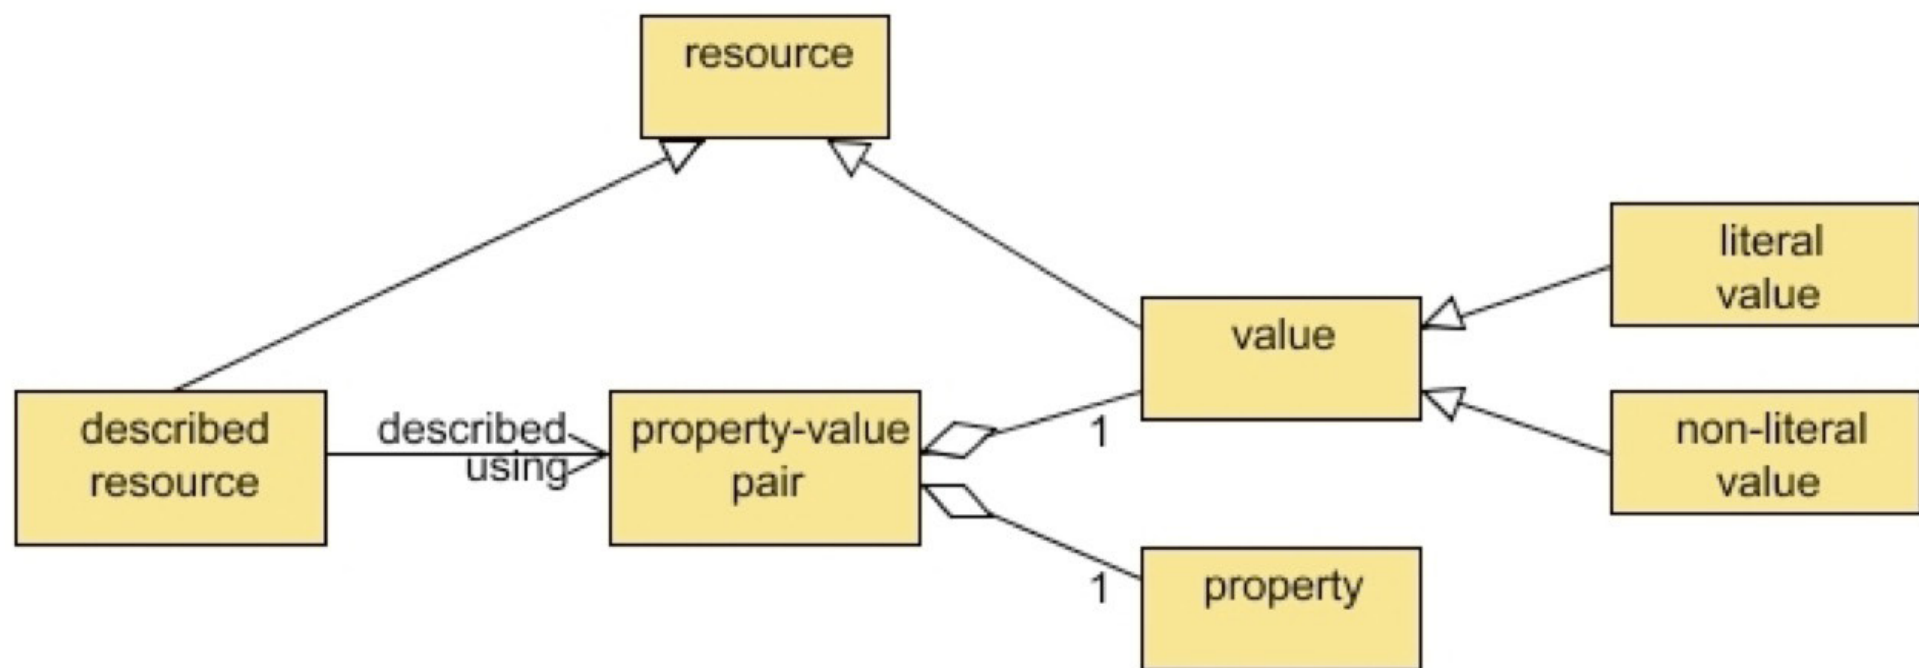 resource
literal
value
value
described
resource
described
using
property-value
pair
1
non-literal
value
1
property